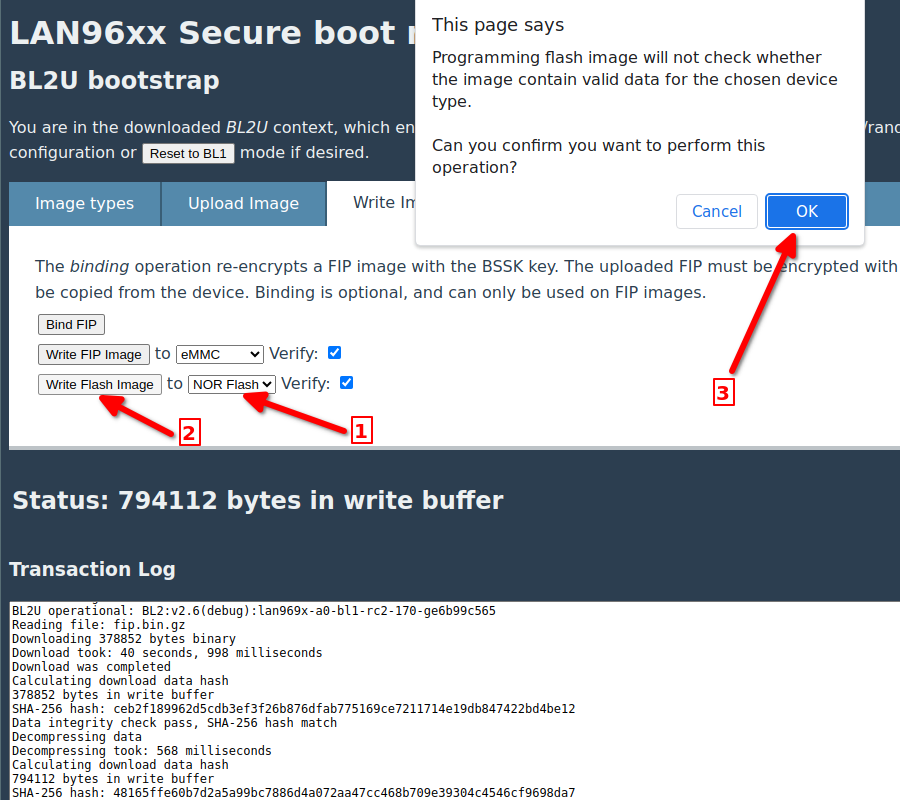 LAN96xx Secure boot
BL2U bootstrap
This page says
Programming flash image will not check whether
the image contain valid data for the chosen device
type.
Can you confirm you want to perform this
operation?
Cancel
OK
You are in the downloaded BL2U context, which en
configuration or Reset to BL1 mode if desired.
Image types
Upload Image
Write Im
The binding operation re-encrypts a FIP image with the BSSK key. The uploaded FIP must be encrypted with
be copied from the device. Binding is optional, and can only be used on FIP images.
Bind FIP
Write FIP Image to eMMC Verify:
Write Flash Image to NOR Flash Verify:
3
2
1
Status: 794112 bytes in write buffer
Transaction Log
BL2U operational: BL2:v2.6(debug):lan969x-a0-bl1-rc2-170-ge6b99c565
Reading file: fip.bin.gz
Downloading 378852 bytes binary
Download took: 40 seconds, 998 milliseconds
Download was completed
Calculating download data hash
378852 bytes in write buffer
SHA-256 hash: ceb2f189962d5cdb3ef3f26b876dfab775169ce7211714e19db847422bd4be12
Data integrity check pass, SHA-256 hash match
Decompressing data
Decompressing took: 568 milliseconds
Calculating download data hash
794112 bytes in write buffer
SHA-256 hash: 48165ffe60b7d2a5a99bc7886d4a072aa47cc468b709e39304c4546cf9698da7